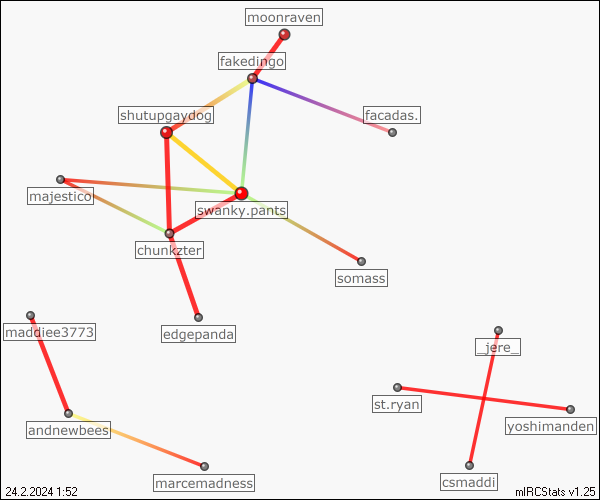 moonraven
fakedingo
shutupgaydog
facadas.
majestico
swanky.pants
chunkzter
somass
maddiee3773
edgepanda
_jere_
st.ryan
yoshimanden
andnewbees
marcemadness
csmaddi
24.2.2024 1:52
mIRCStats v1.25